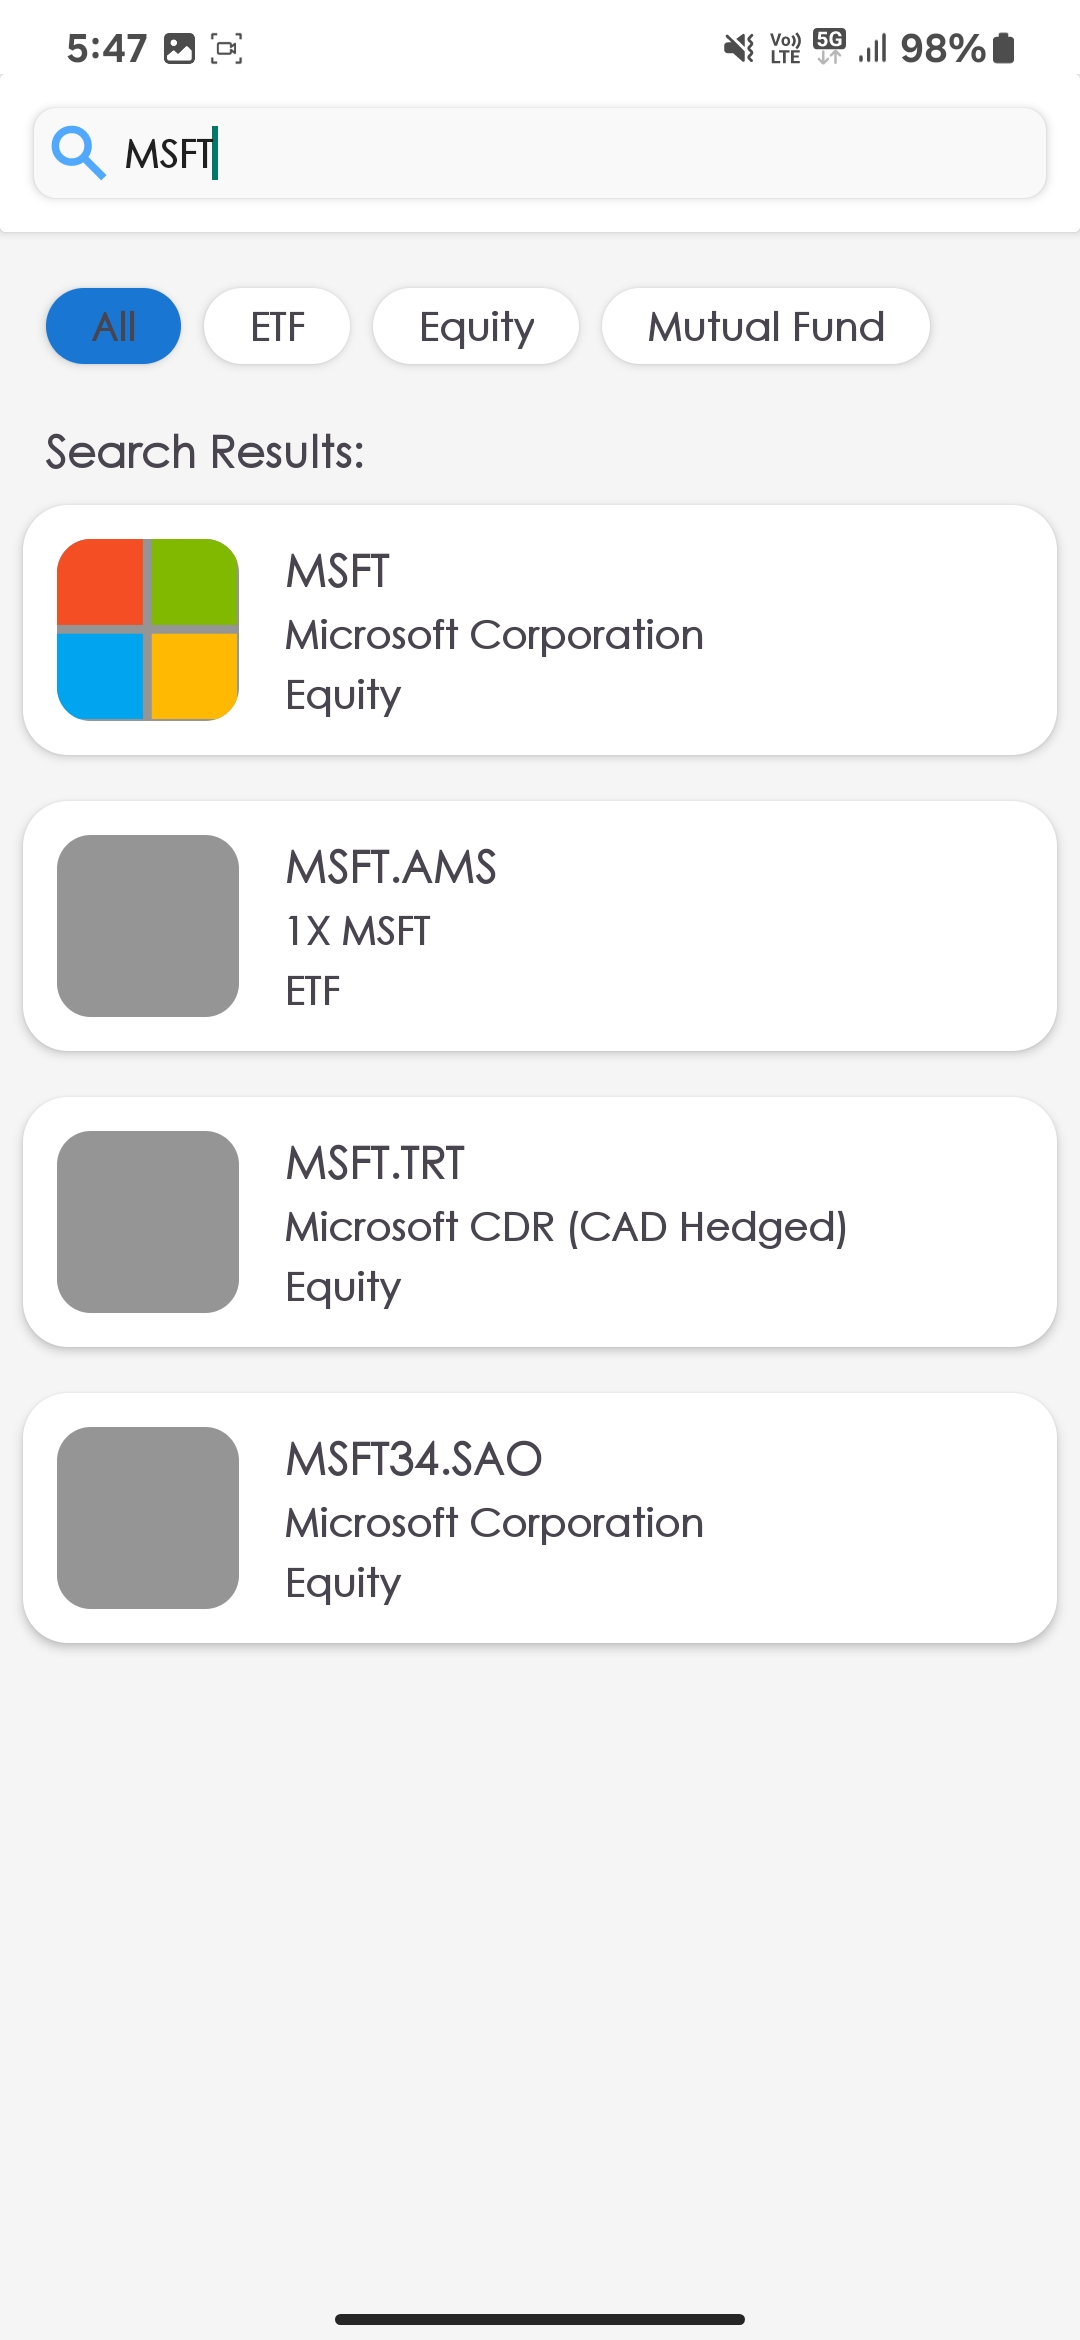 5:47 Vo)) LTE 5G 98%
MSFT
All ETF Equity Mutual Fund
Search Results:
MSFT
Microsoft Corporation
Equity
MSFT.AMS
1X MSFT
ETF
MSFT.TRT
Microsoft CDR (CAD Hedged)
Equity
MSFT34.SAO
Microsoft Corporation
Equity